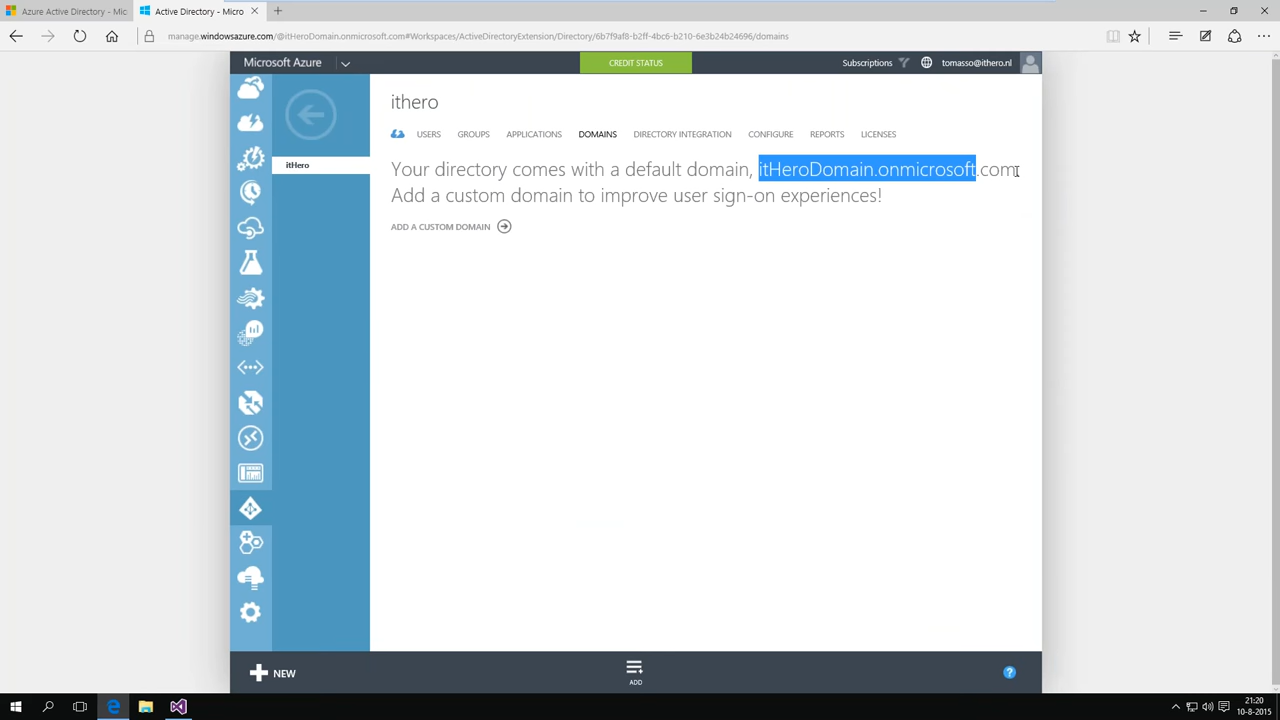 Azure Active Directory - Mic
Active Directory - Micro
manage.windowsazure.com/@itHeroDomain.onmicrosoft.com#Workspaces/ActiveDirectoryExtension/Directory/6b7f9af8-b2ff-4bc6-b210-6e3b24b24696/domains
Microsoft Azure
CREDIT STATUS
Subscriptions
tomasso@ithero.nl
ithero
USERS GROUPS APPLICATIONS DOMAINS DIRECTORY INTEGRATION CONFIGURE REPORTS LICENSES
itHero
Your directory comes with a default domain, itHeroDomain.onmicrosoft.com
Add a custom domain to improve user sign-on experiences!
ADD A CUSTOM DOMAIN
NEW
ADD
21:20
10-8-2015